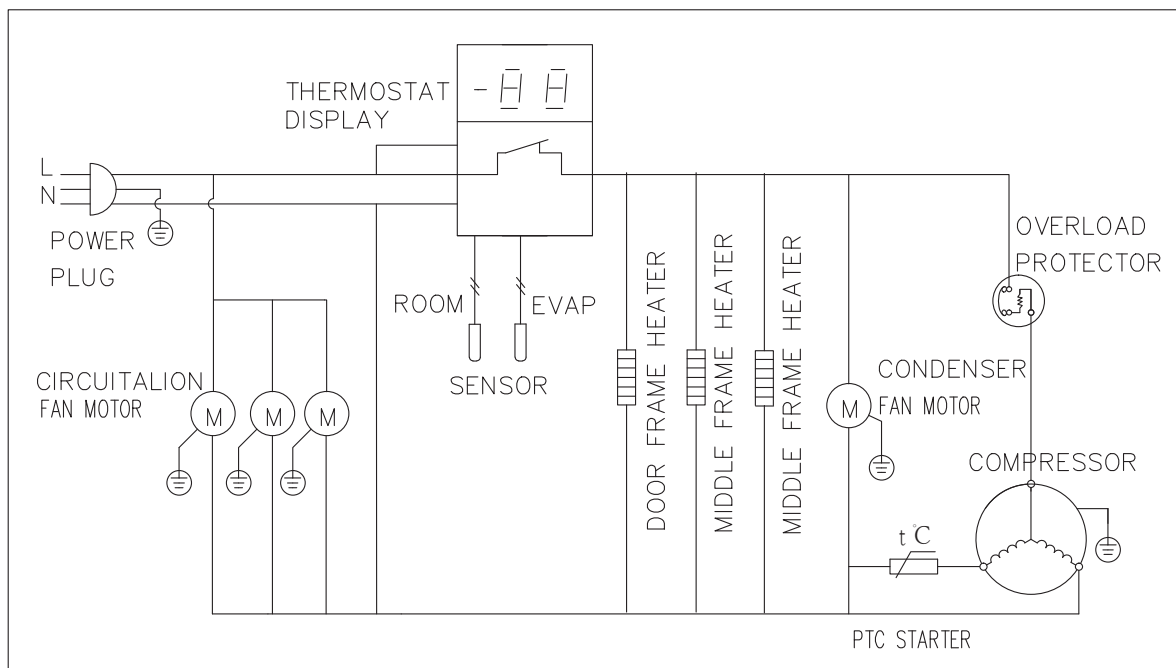 -88
THERMOSTAT
DISPLAY
L
N
POWER
PLUG
ROOM
EVAP
SENSOR
CIRCUITALION
FAN MOTOR
M
M
M
DOOR FRAME HEATER
MIDDLE FRAME HEATER
MIDDLE FRAME HEATER
M
CONDENSER
FAN MOTOR
OVERLOAD
PROTECTOR
COMPRESSOR
t℃
PTC STARTER